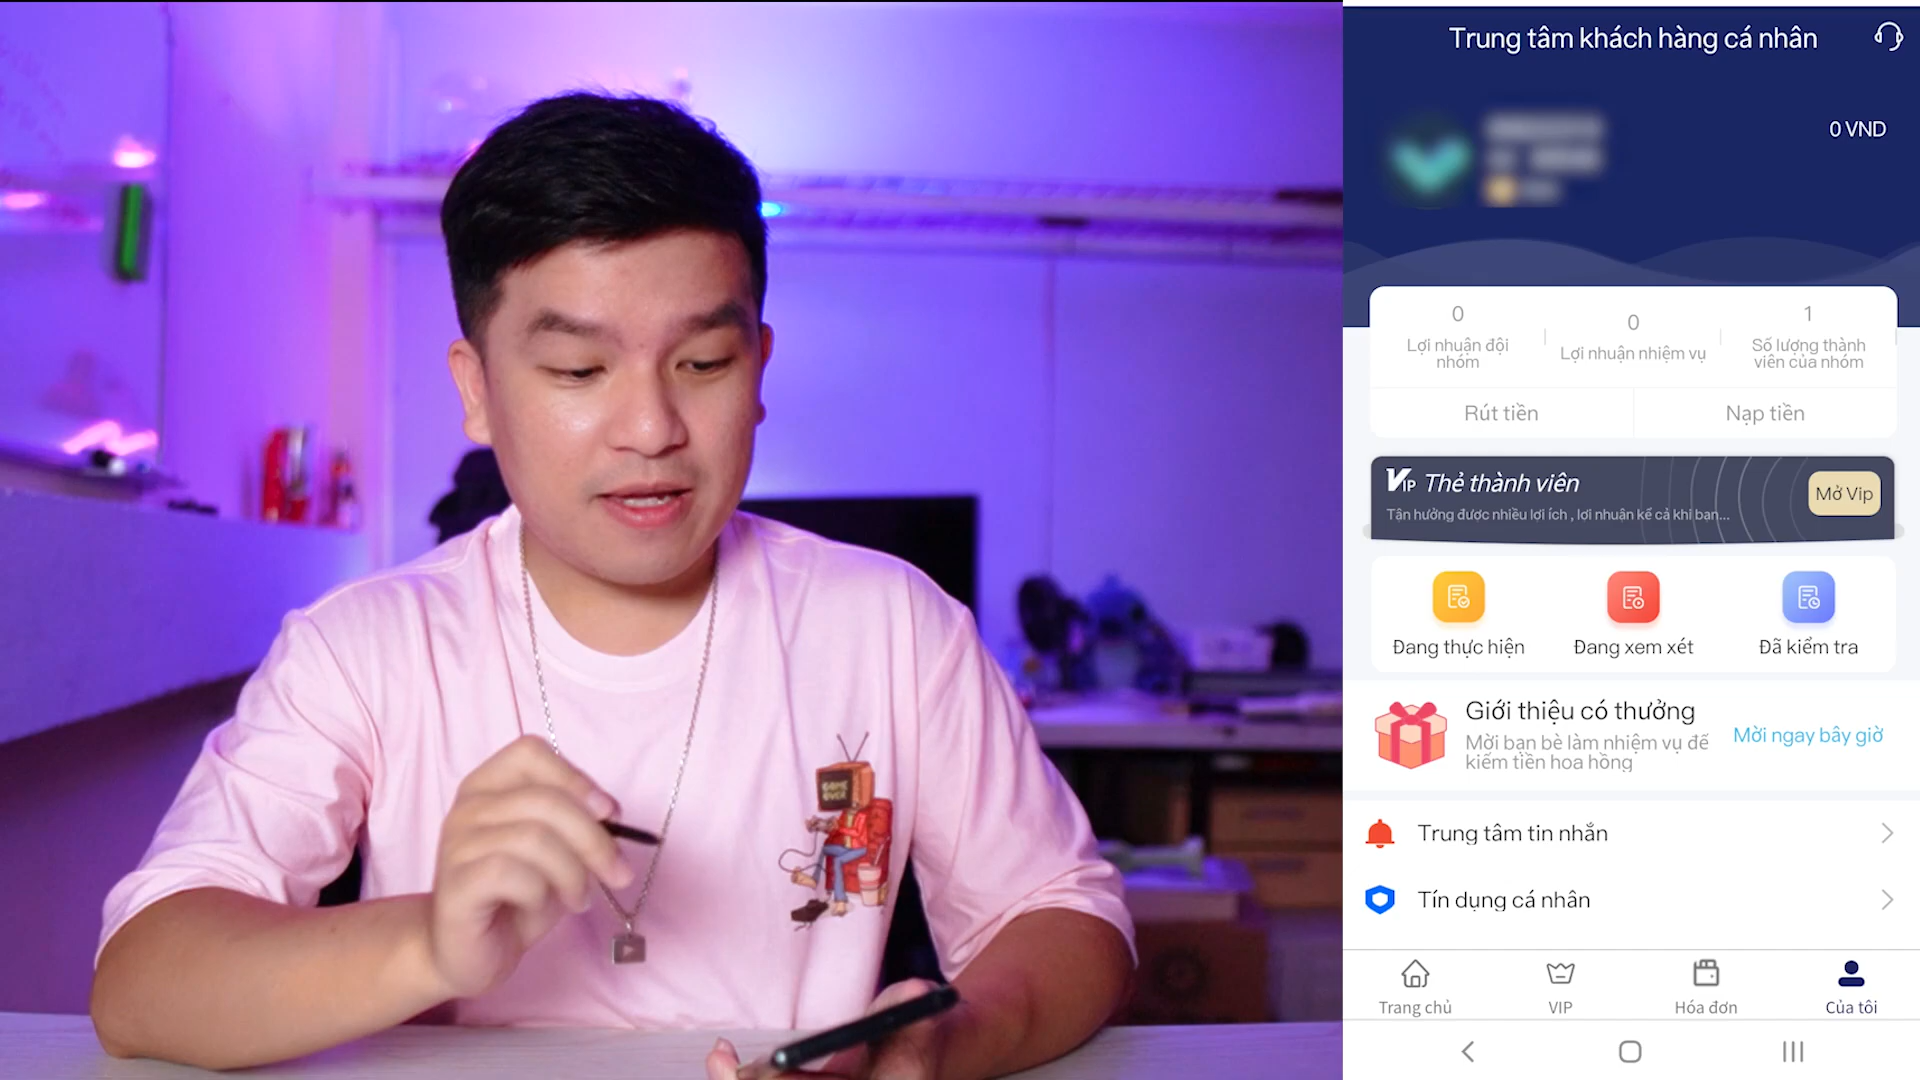 Trung tâm khách hàng cá nhân
0 VND
0
Lợi nhuận đội
nhóm
0
Lợi nhuận nhiệm vụ
1
Số lượng thành
viên của nhóm
Rút tiền
Nạp tiền
VIP Thẻ thành viên
Tận hưởng được nhiều lợi ích , lợi nhuận kể cả khi bạn...
Mở Vip
Đang thực hiện
Đang xem xét
Đã kiểm tra
Giới thiệu có thưởng
Mời bạn bè làm nhiệm vụ để
kiếm tiền hoa hồng
Mời ngay bây giờ
Trung tâm tin nhắn
Tín dụng cá nhân
Trang chủ
VIP
Hóa đơn
Của tôi
GAME
OVER